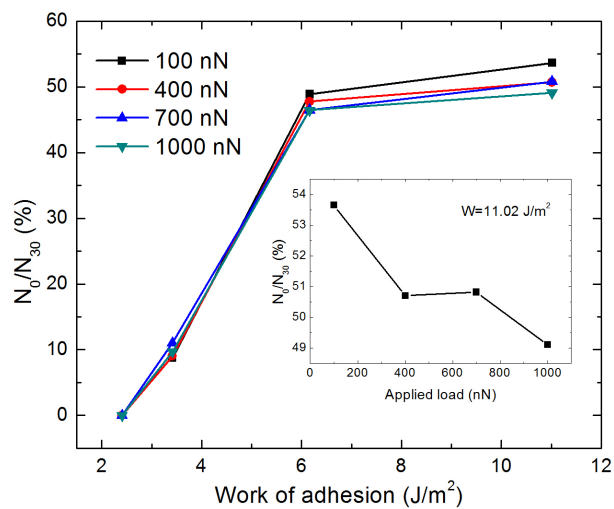 60
50
40
30
20
10
0
N₀/N₃₀ (%)
2
4
6
8
10
12
Work of adhesion (J/m²)
100 nN
400 nN
700 nN
1000 nN
54
53
52
51
50
49
N₀/N₃₀ (%)
W=11.02 J/m²
0
200
400
600
800
1000
Applied load (nN)